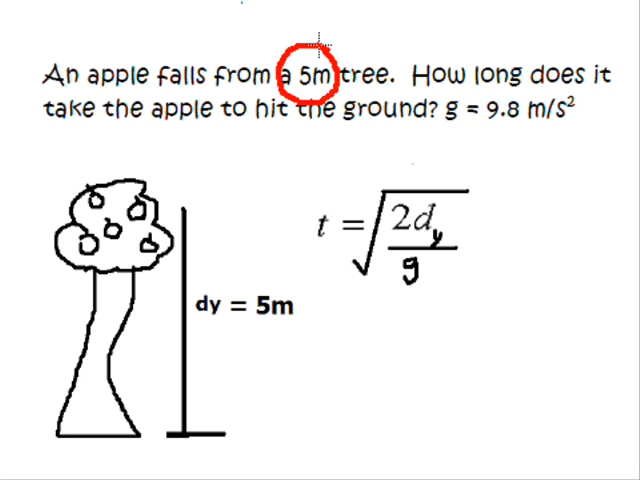 An apple falls from a 5m tree. How long does it
take the apple to hit the ground? g = 9.8 m/s²
t = √(2d_y / g)
dy = 5m